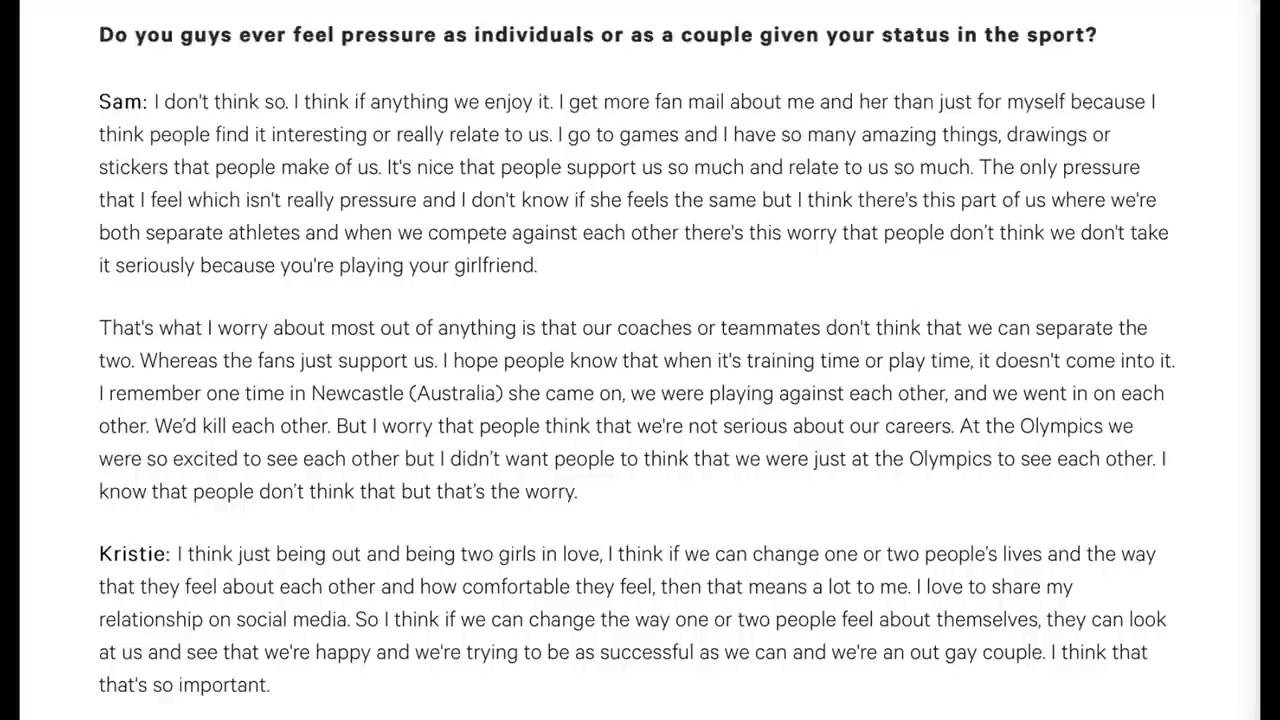 Do you guys ever feel pressure as individuals or as a couple given your status in the sport?
Sam: I don't think so. I think if anything we enjoy it. I get more fan mail about me and her than just for myself because I
think people find it interesting or really relate to us. I go to games and I have so many amazing things, drawings or
stickers that people make of us. It's nice that people support us so much and relate to us so much. The only pressure
that I feel which isn't really pressure and I don't know if she feels the same but I think there's this part of us where we're
both separate athletes and when we compete against each other there's this worry that people don’t think we don't take
it seriously because you're playing your girlfriend.
That's what I worry about most out of anything is that our coaches or teammates don't think that we can separate the
two. Whereas the fans just support us. I hope people know that when it's training time or play time, it doesn't come into it.
I remember one time in Newcastle (Australia) she came on, we were playing against each other, and we went in on each
other. We’d kill each other. But I worry that people think that we're not serious about our careers. At the Olympics we
were so excited to see each other but I didn’t want people to think that we were just at the Olympics to see each other. I
know that people don’t think that but that’s the worry.
Kristie: I think just being out and being two girls in love, I think if we can change one or two people’s lives and the way
that they feel about each other and how comfortable they feel, then that means a lot to me. I love to share my
relationship on social media. So I think if we can change the way one or two people feel about themselves, they can look
at us and see that we're happy and we're trying to be as successful as we can and we're an out gay couple. I think that
that's so important.